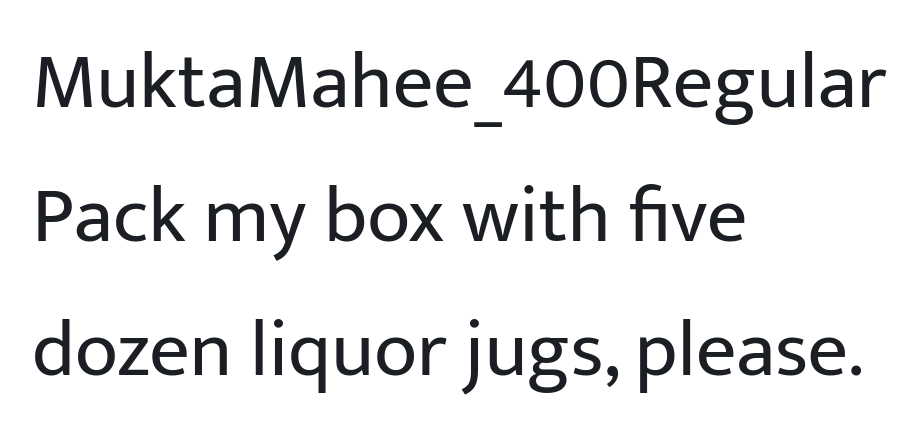 MuktaMahee_400Regular
Pack my box with five
dozen liquor jugs, please.